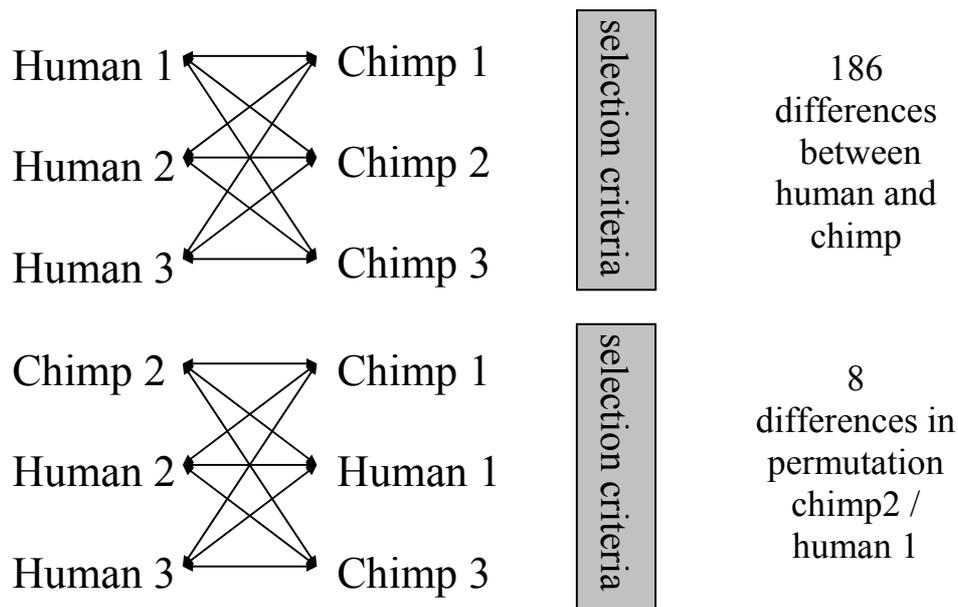 Human 1
Chimp 1
Human 2
Chimp 2
Human 3
Chimp 3
selection criteria
186
differences
between
human and
chimp
Chimp 2
Chimp 1
Human 2
Human 1
Human 3
Chimp 3
selection criteria
8
differences in
permutation
chimp2 /
human 1